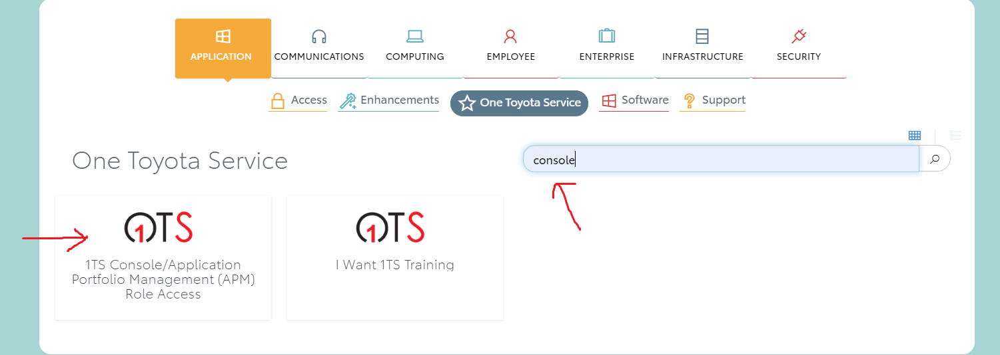 APPLICATION
COMMUNICATIONS
COMPUTING
EMPLOYEE
ENTERPRISE
INFRASTRUCTURE
SECURITY
Access
Enhancements
One Toyota Service
Software
Support
One Toyota Service
console
1TS
1TS Console/Application
Portfolio Management (APM)
Role Access
1TS
I Want 1TS Training